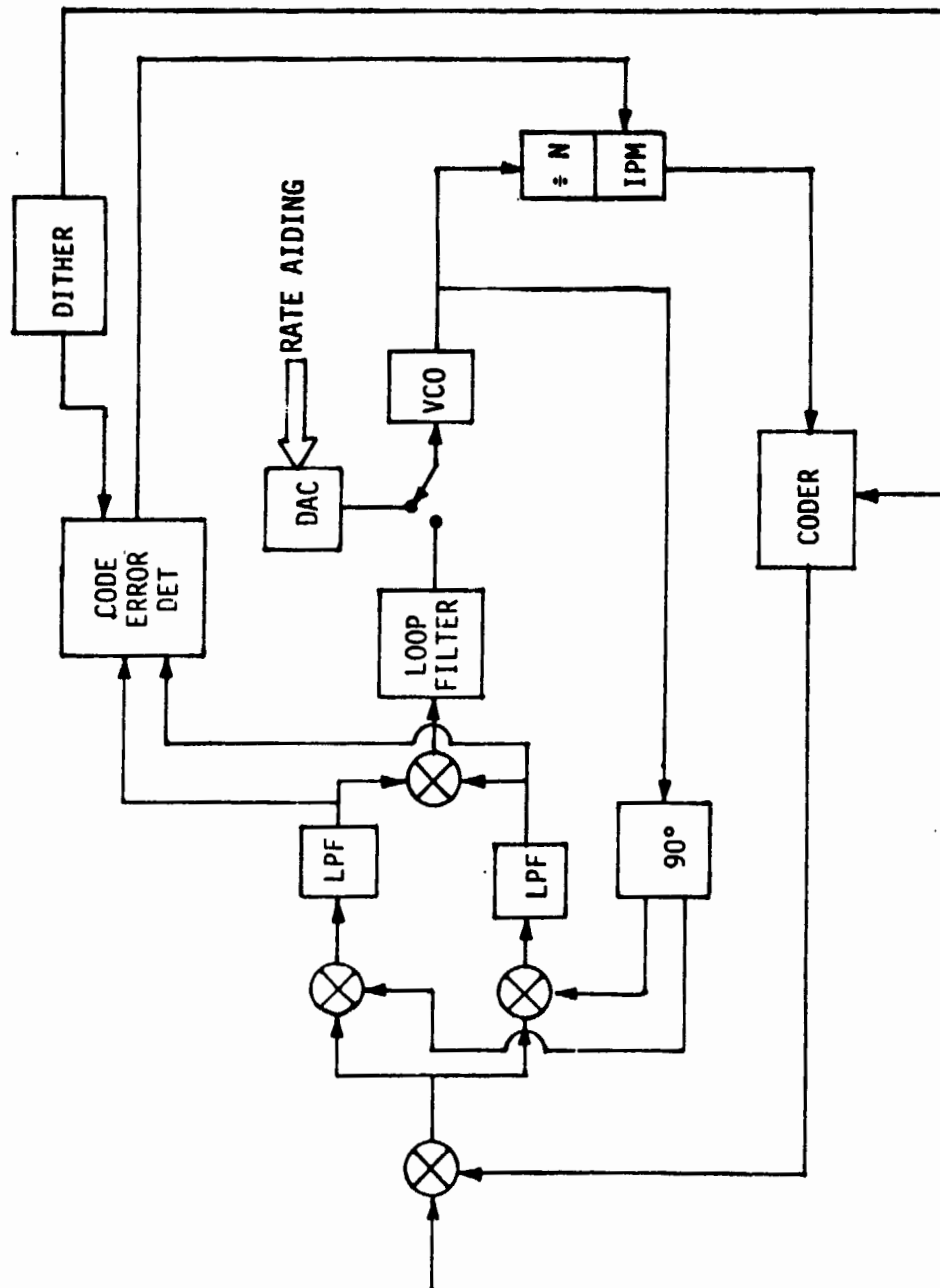 DITHER
CODE
ERROR
DET
RATE AIDING
DAC
LPF
LOOP
FILTER
VCO
÷ N
IPM
LPF
90°
CODER